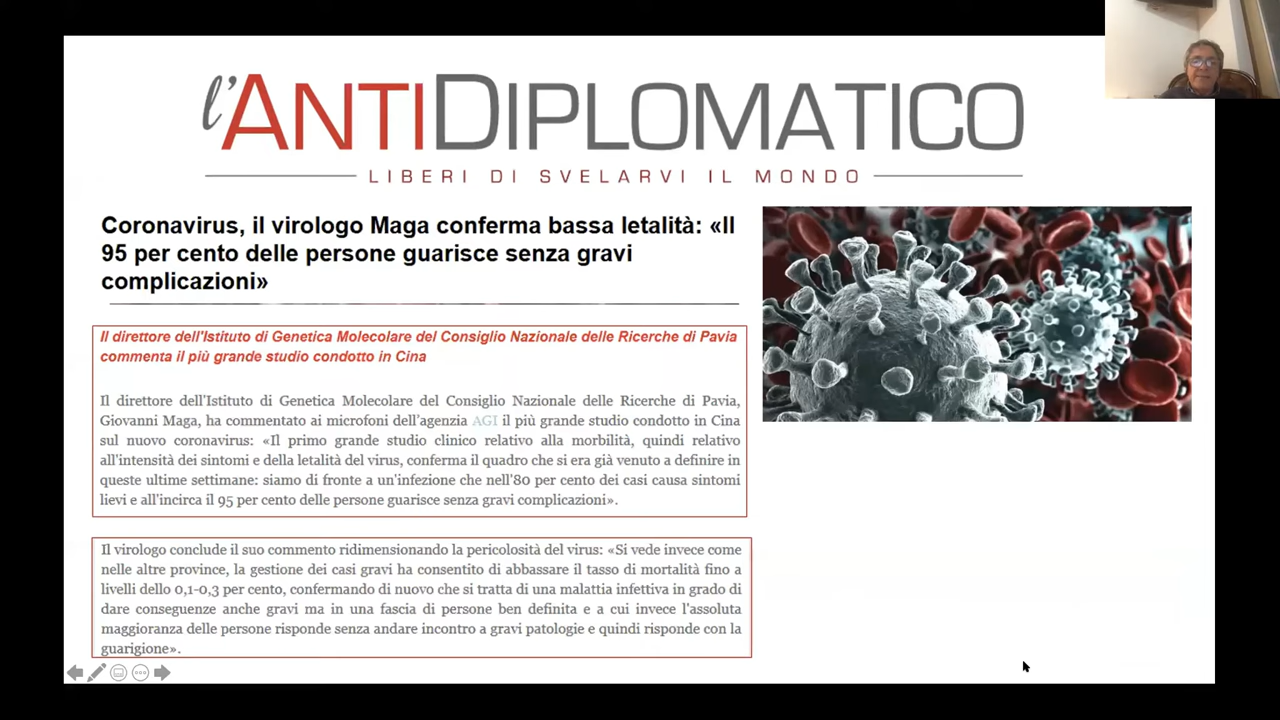 l'ANTIDIPLOMATICO
LIBERI DI SVELARVI IL MONDO
Coronavirus, il virologo Maga conferma bassa letalità: «Il
95 per cento delle persone guarisce senza gravi
complicazioni»
Il direttore dell'Istituto di Genetica Molecolare del Consiglio Nazionale delle Ricerche di Pavia
commenta il più grande studio condotto in Cina
Il direttore dell'Istituto di Genetica Molecolare del Consiglio Nazionale delle Ricerche di Pavia,
Giovanni Maga, ha commentato ai microfoni dell'agenzia AGI il più grande studio condotto in Cina
sul nuovo coronavirus: «Il primo grande studio clinico relativo alla morbilità, quindi relativo
all'intensità dei sintomi e della letalità del virus, conferma il quadro che si era già venuto a definire in
queste ultime settimane: siamo di fronte a un'infezione che nell'80 per cento dei casi causa sintomi
lievi e all'incirca il 95 per cento delle persone guarisce senza gravi complicazioni».
Il virologo conclude il suo commento ridimensionando la pericolosità del virus: «Si vede invece come
nelle altre province, la gestione dei casi gravi ha consentito di abbassare il tasso di mortalità fino a
livelli dello 0,1-0,3 per cento, confermando di nuovo che si tratta di una malattia infettiva in grado di
dare conseguenze anche gravi ma in una fascia di persone ben definita e a cui invece l'assoluta
maggioranza delle persone risponde senza andare incontro a gravi patologie e quindi risponde con la
guarigione».